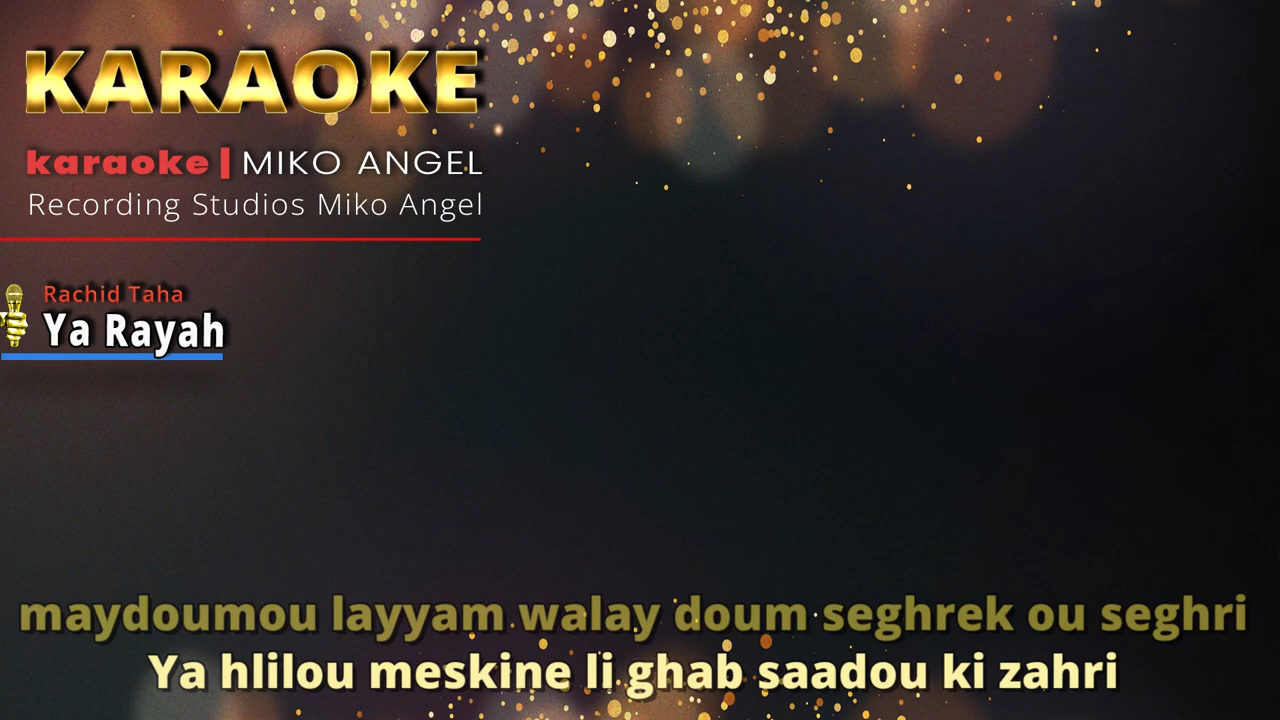 KARAOKE
karaoke | MIKO ANGEL
Recording Studios Miko Angel
Rachid Taha
Ya Rayah
maydoumou layyam walay doum seghrek ou seghri
Ya hlilou meskine li ghab saadou ki zahri